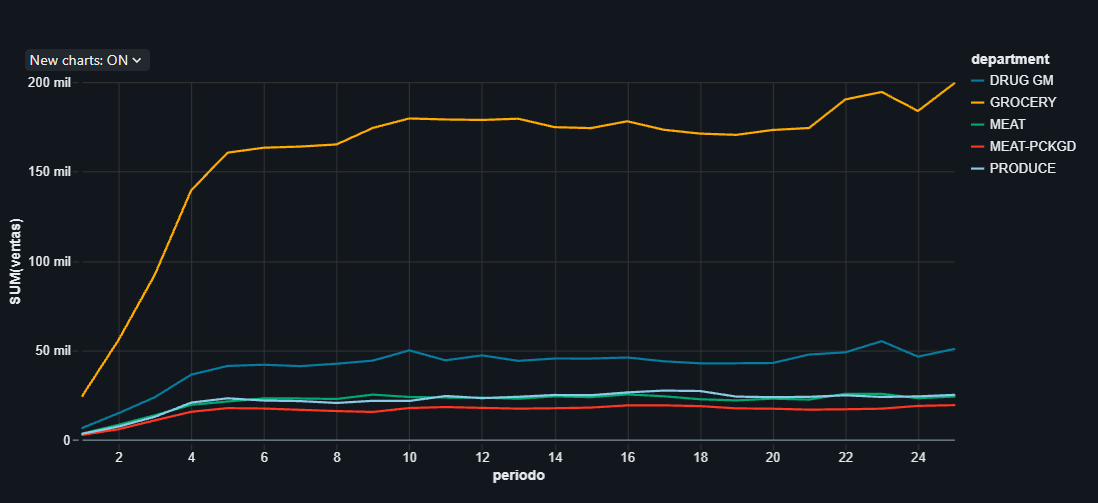 New charts: ON
department
DRUG GM
GROCERY
MEAT
MEAT-PCKGD
PRODUCE
200 mil
150 mil
100 mil
50 mil
0
SUM(ventas)
2 4 6 8 10 12 14 16 18 20 22 24
periodo